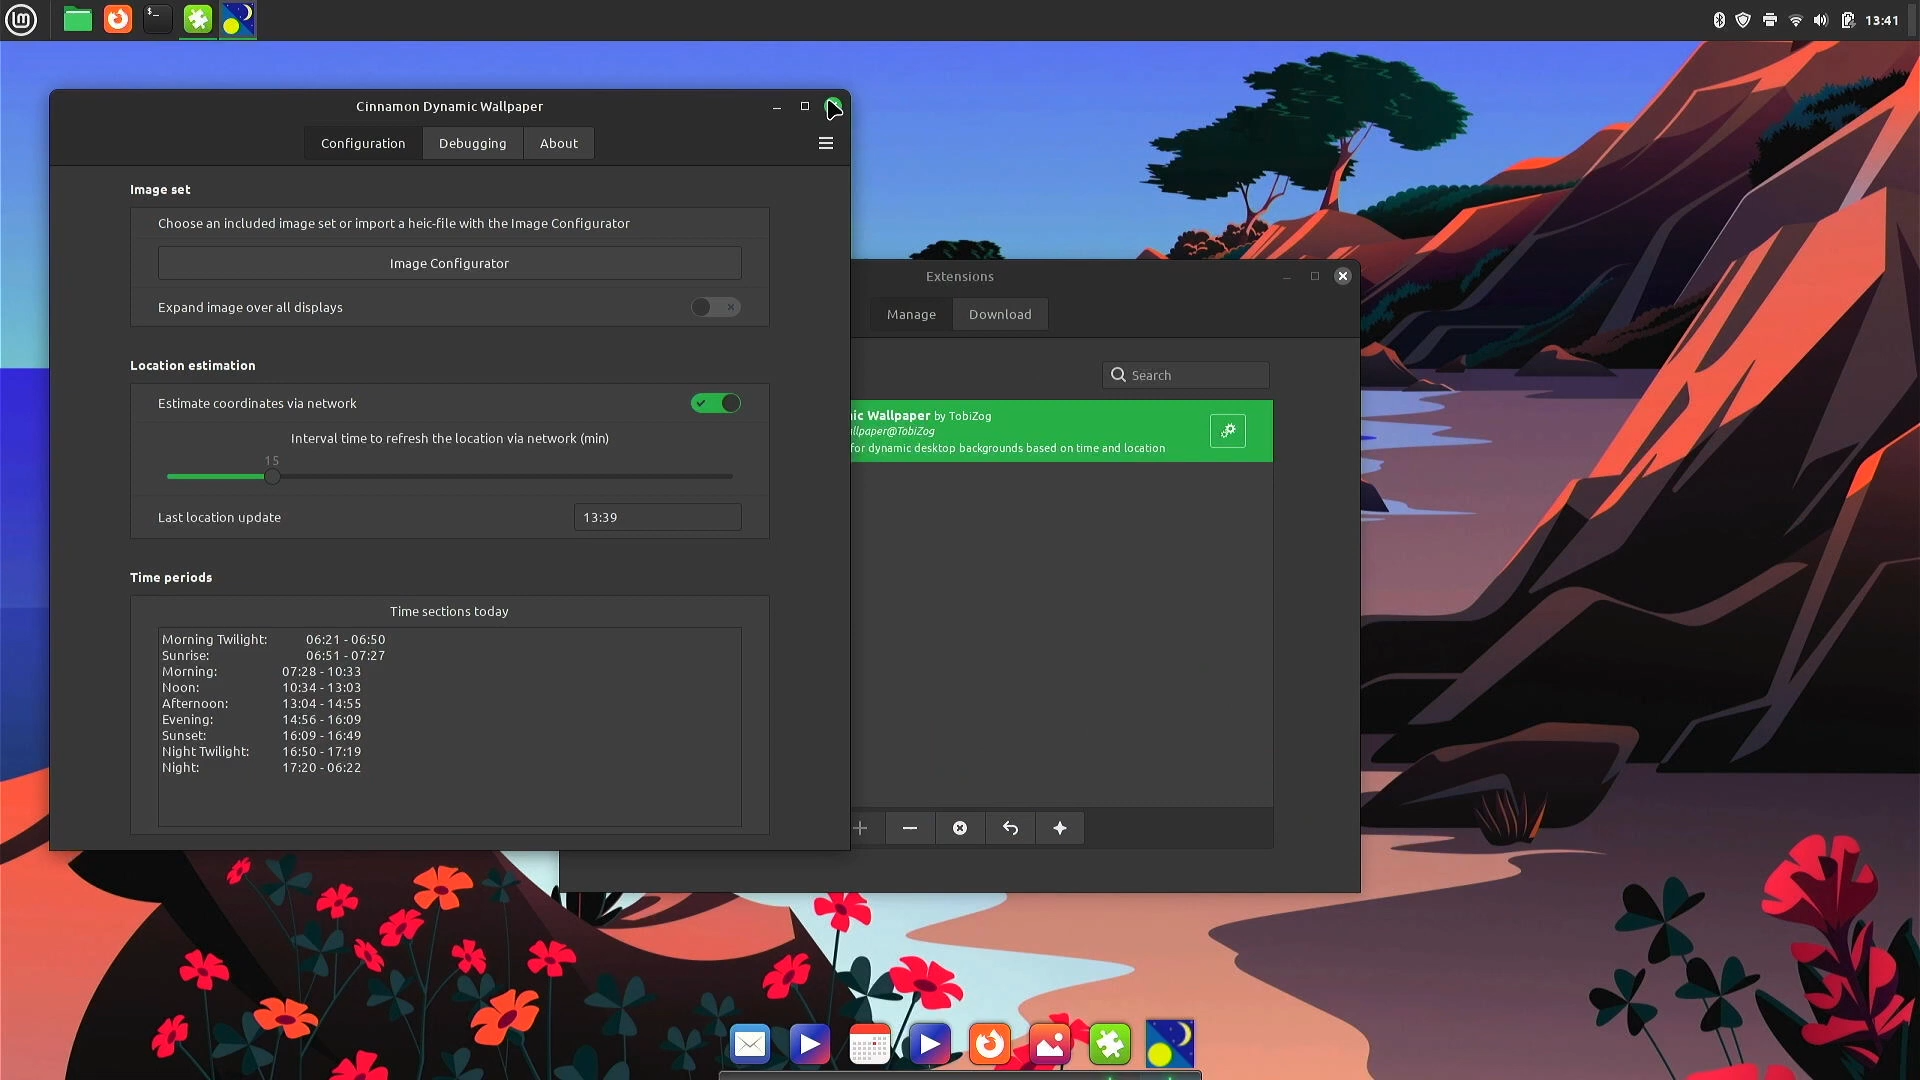 13:41
Cinnamon Dynamic Wallpaper
Configuration
Debugging
About
Image set
Choose an included image set or import a heic-file with the Image Configurator
Image Configurator
Expand image over all displays
Location estimation
Estimate coordinates via network
Interval time to refresh the location via network (min)
15
Last location update
13:39
Time periods
Time sections today
Morning Twilight: 06:21 - 06:50
Sunrise: 06:51 - 07:27
Morning: 07:28 - 10:33
Noon: 10:34 - 13:03
Afternoon: 13:04 - 14:55
Evening: 14:56 - 16:09
Sunset: 16:09 - 16:49
Night Twilight: 16:50 - 17:19
Night: 17:20 - 06:22
Extensions
Manage
Download
Search
ic Wallpaper by TobiZog
llpaper@TobiZog
for dynamic desktop backgrounds based on time and location